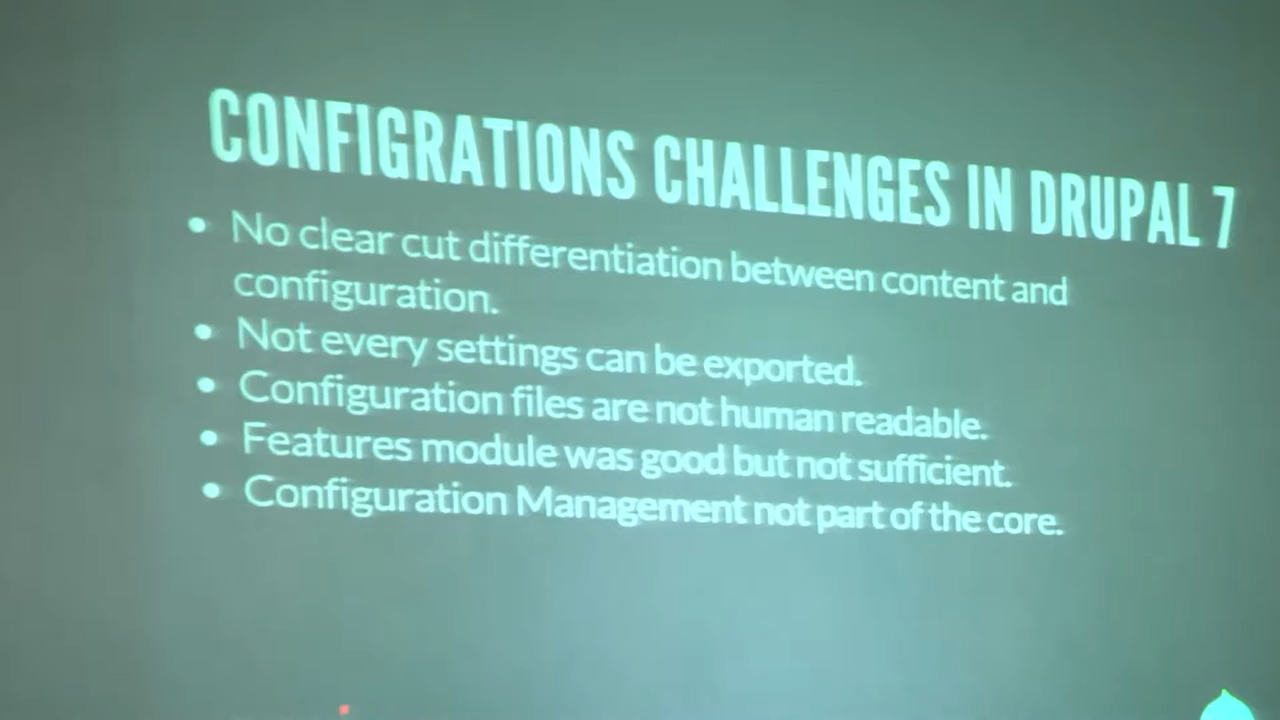 CONFIGRATIONS CHALLENGES IN DRUPAL 7
• No clear cut differentiation between content and
configuration.
• Not every settings can be exported.
• Configuration files are not human readable.
• Features module was good but not sufficient.
• Configuration Management not part of the core.